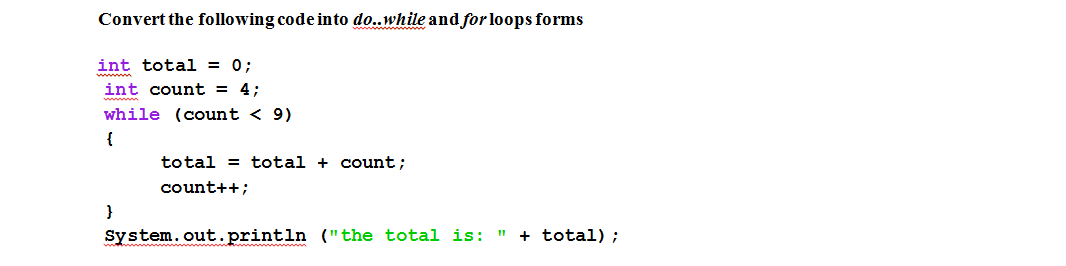 Convert the following code into do..while and for loops forms
int total = 0;
int count = 4;
while (count < 9)
{
total = total + count;
count++;
}
System.out.println ("the total is: " + total);